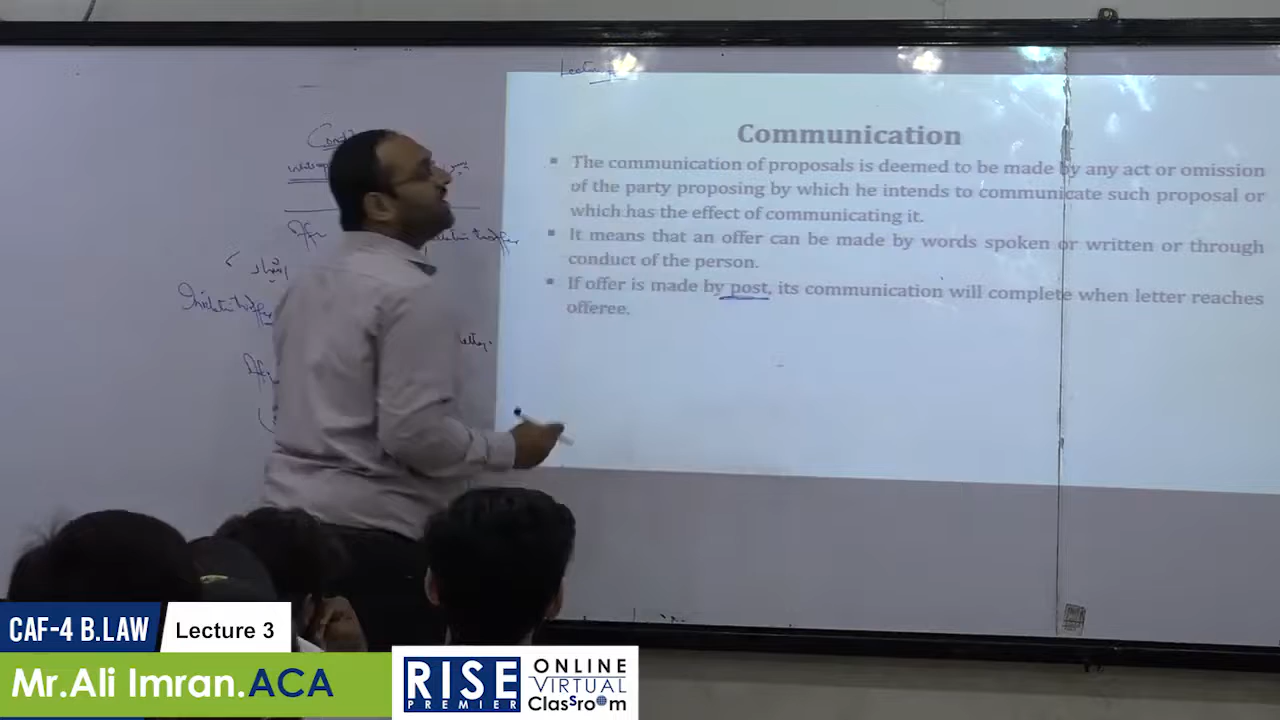 Lecture
Communication
▪ The communication of proposals is deemed to be made by any act or omission
of the party proposing by which he intends to communicate such proposal or
which has the effect of communicating it.
▪ It means that an offer can be made by words spoken or written or through
conduct of the person.
▪ If offer is made by post, its communication will complete when letter reaches
offeree.
Offer
CAF-4 B.LAW
Lecture 3
Mr.Ali Imran.ACA
RISE
PREMIER
ONLINE
VIRTUAL
Classroom